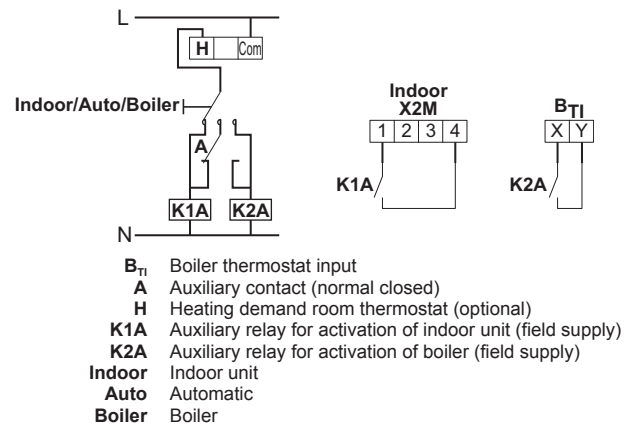 L
H Com
Indoor/Auto/Boiler
A
K1A K2A
N
Indoor
X2M
1 2 3 4
K1A
BTI
X Y
K2A
BTI Boiler thermostat input
A Auxiliary contact (normal closed)
H Heating demand room thermostat (optional)
K1A Auxiliary relay for activation of indoor unit (field supply)
K2A Auxiliary relay for activation of boiler (field supply)
Indoor Indoor unit
Auto Automatic
Boiler Boiler